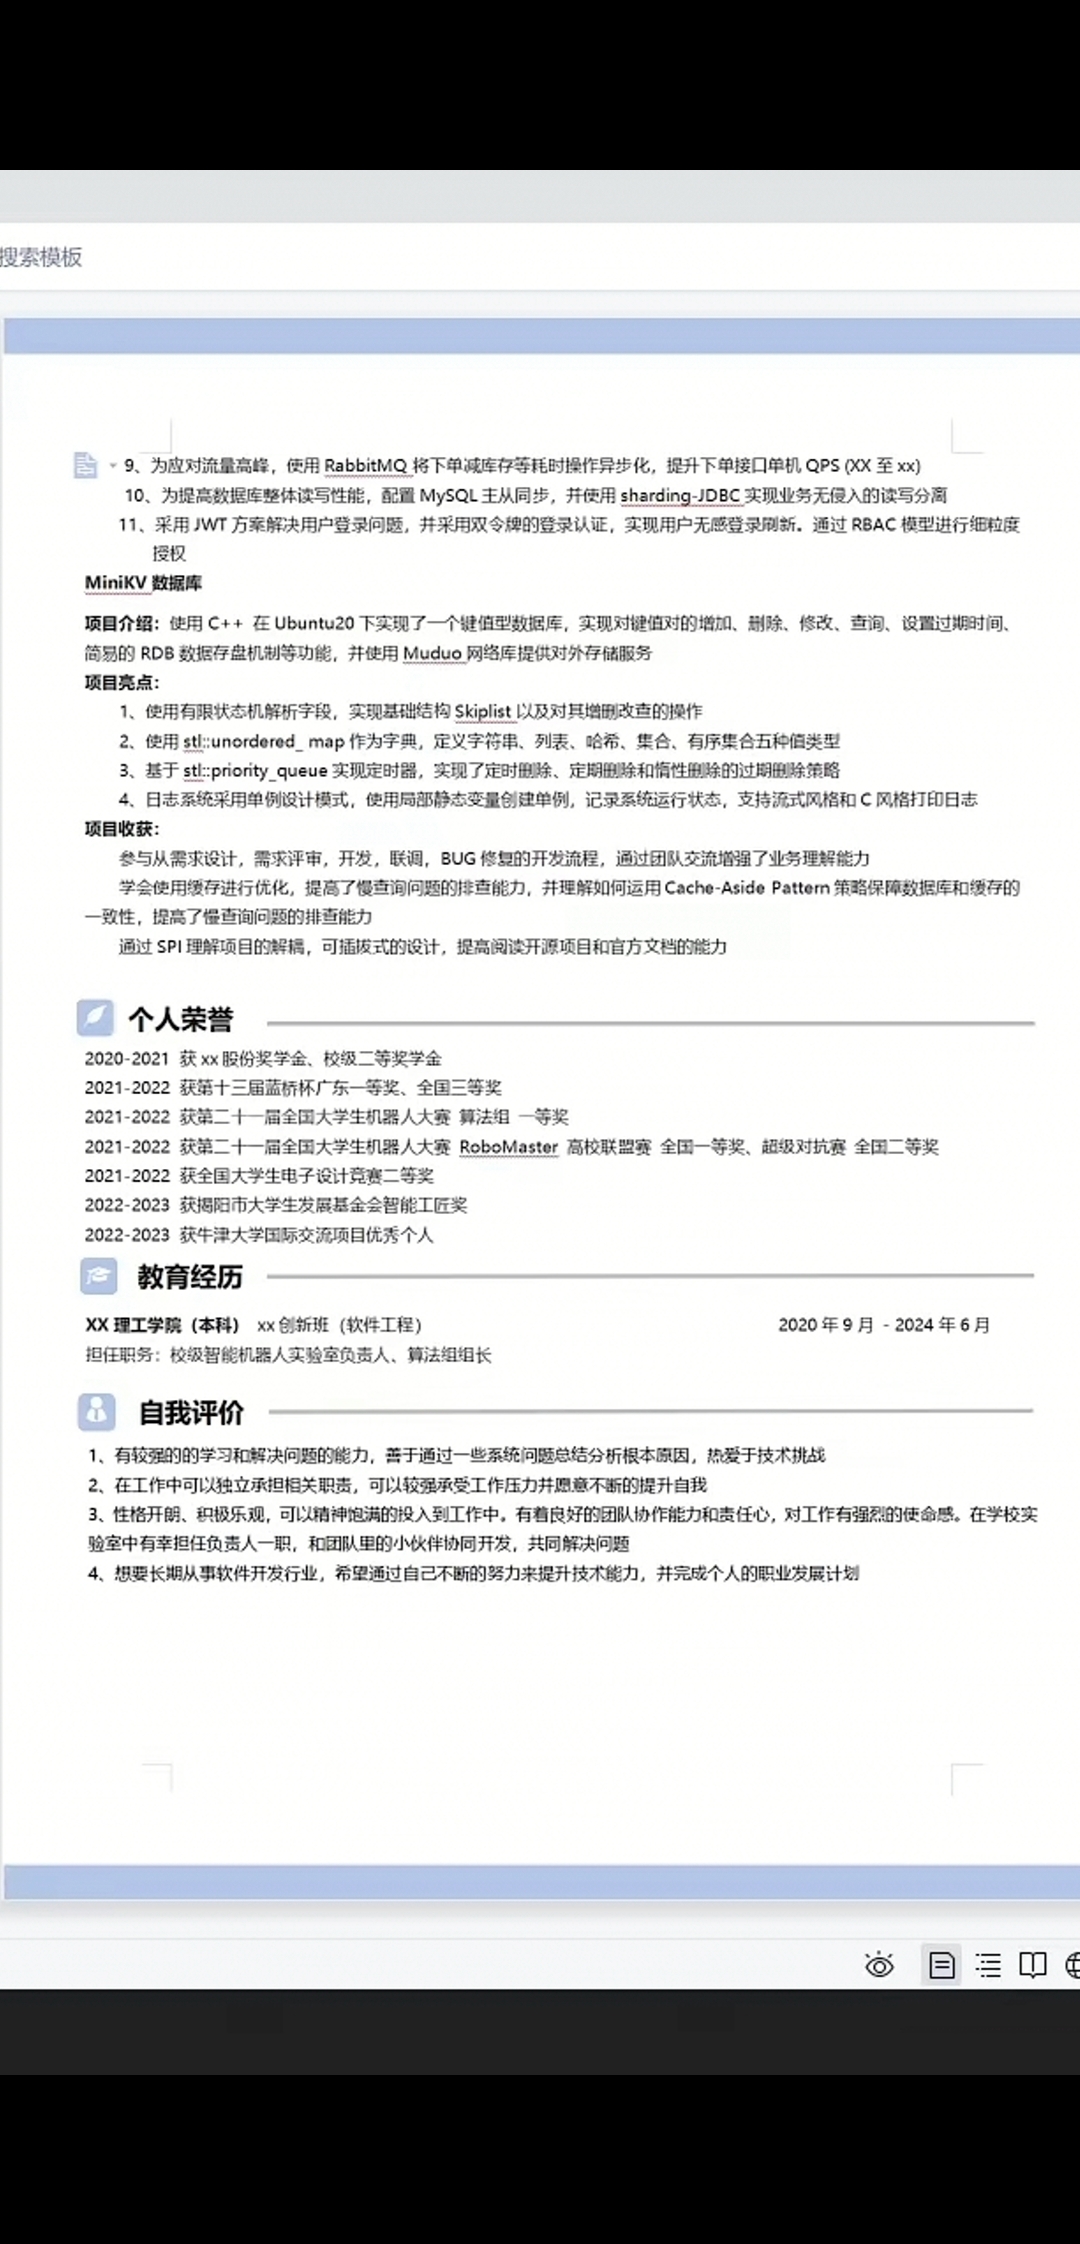 搜索模板
9、为应对流量高峰，使用 RabbitMQ 将下单减库存等耗时操作异步化，提升下单接口单机 QPS (XX 至 xx)
10、为提高数据库整体读写性能，配置 MySQL 主从同步，并使用 sharding-JDBC 实现业务无侵入的读写分离
11、采用 JWT 方案解决用户登录问题，并采用双令牌的登录认证，实现用户无感登录刷新。通过 RBAC 模型进行细粒度
授权
MiniKV 数据库
项目介绍：使用 C++ 在 Ubuntu20 下实现了一个键值型数据库，实现对键值对的增加、删除、修改、查询、设置过期时间、
简易的 RDB 数据存盘机制等功能，并使用 Muduo 网络库提供对外存储服务
项目亮点：
1、使用有限状态机解析字段，实现基础结构 Skiplist 以及对其增删改查的操作
2、使用 stl::unordered_ map 作为字典，定义字符串、列表、哈希、集合、有序集合五种值类型
3、基于 stl::priority_queue 实现定时器，实现了定时删除、定期删除和惰性删除的过期删除策略
4、日志系统采用单例设计模式，使用局部静态变量创建单例，记录系统运行状态，支持流式风格和 C 风格打印日志
项目收获：
参与从需求设计，需求评审，开发，联调，BUG 修复的开发流程，通过团队交流增强了业务理解能力
学会使用缓存进行优化，提高了慢查询问题的排查能力，并理解如何运用 Cache-Aside Pattern 策略保障数据库和缓存的
一致性，提高了慢查询问题的排查能力
通过 SPI 理解项目的解耦，可插拔式的设计，提高阅读开源项目和官方文档的能力
个人荣誉
2020-2021 获 xx 股份奖学金、校级二等奖学金
2021-2022 获第十三届蓝桥杯广东一等奖、全国三等奖
2021-2022 获第二十一届全国大学生机器人大赛 算法组 一等奖
2021-2022 获第二十一届全国大学生机器人大赛 RoboMaster 高校联盟赛 全国一等奖、超级对抗赛 全国二等奖
2021-2022 获全国大学生电子设计竞赛二等奖
2022-2023 获揭阳市大学生发展基金会智能工匠奖
2022-2023 获牛津大学国际交流项目优秀个人
教育经历
XX 理工学院（本科） xx 创新班（软件工程） 2020 年 9 月 - 2024 年 6 月
担任职务：校级智能机器人实验室负责人、算法组组长
自我评价
1、有较强的的学习和解决问题的能力，善于通过一些系统问题总结分析根本原因，热爱于技术挑战
2、在工作中可以独立承担相关职责，可以较强承受工作压力并愿意不断的提升自我
3、性格开朗、积极乐观，可以精神饱满的投入到工作中。有着良好的团队协作能力和责任心，对工作有强烈的使命感。在学校实
验室中有幸担任负责人一职，和团队里的小伙伴协同开发，共同解决问题
4、想要长期从事软件开发行业，希望通过自己不断的努力来提升技术能力，并完成个人的职业发展计划